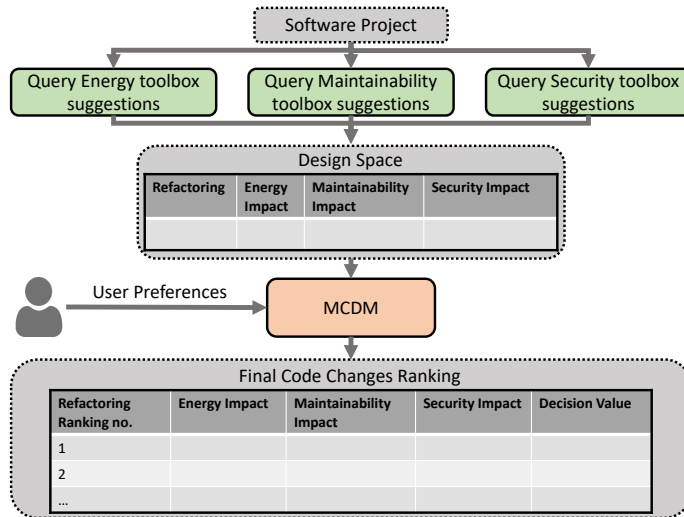 Software Project
Query Energy toolbox
suggestions
Query Maintainability
toolbox suggestions
Query Security toolbox
suggestions
Design Space
Refactoring
Energy
Impact
Maintainability
Impact
Security Impact
User Preferences
MCDM
Final Code Changes Ranking
Refactoring
Ranking no.
Energy Impact
Maintainability
Impact
Security Impact
Decision Value
1
2
...